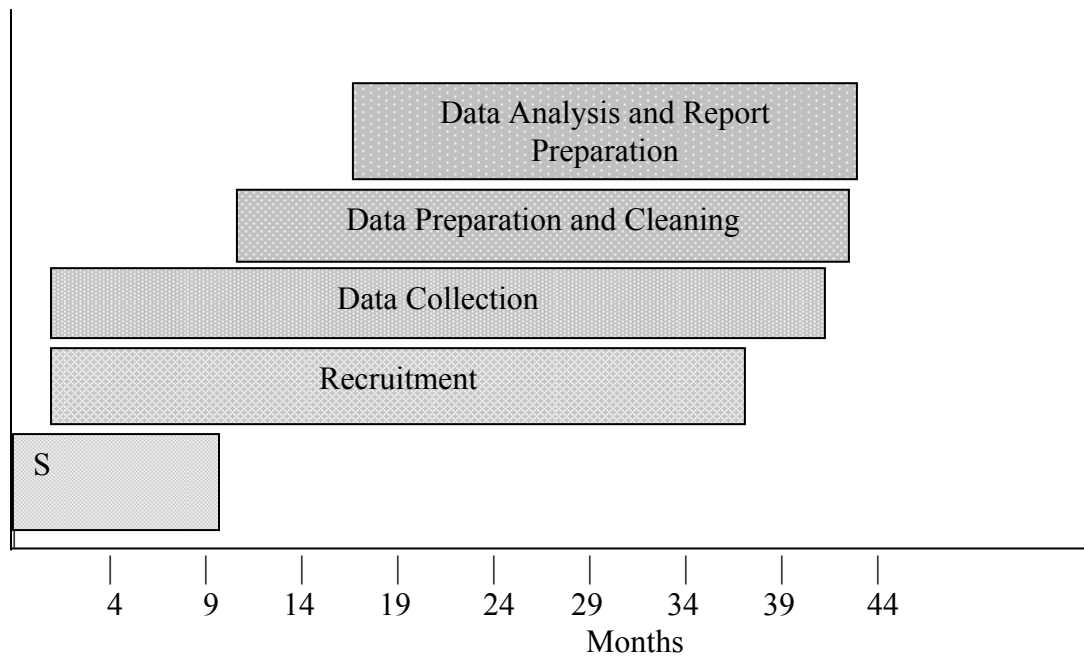 Data Analysis and Report
Preparation
Data Preparation and Cleaning
Data Collection
Recruitment
S
4 9 14 19 24 29 34 39 44
Months